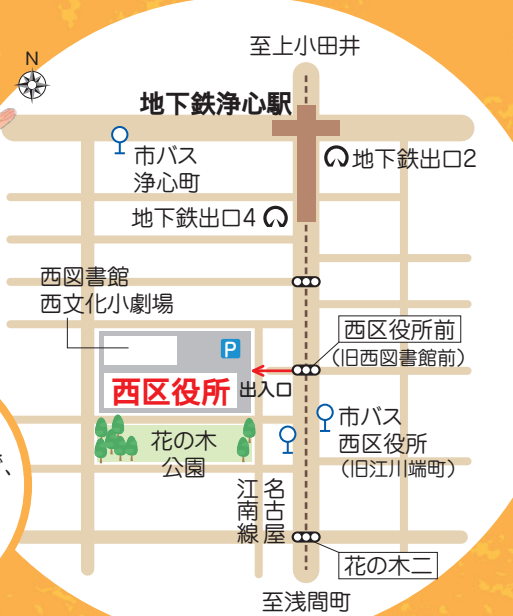 N
至上小田井
地下鉄浄心駅
市バス
浄心町
地下鉄出口2
地下鉄出口4
西図書館
西文化小劇場
P
西区役所前
(旧西図書館前)
西区役所
出入口
市バス
西区役所
(旧江川端町)
花の木
公園
名古屋
江南線
花の木二
至浅間町
、